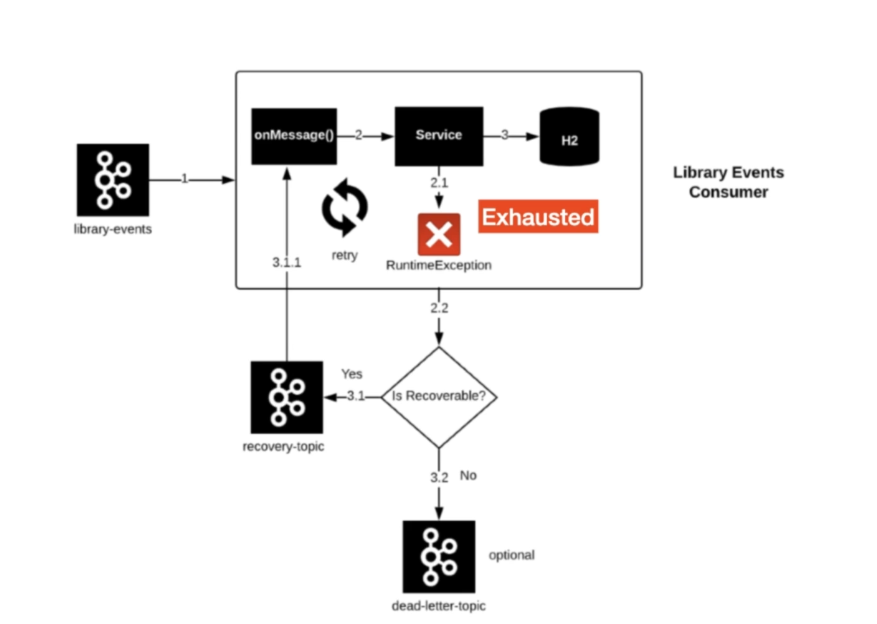 onMessage()
2
Service
3
H2
Library Events
Consumer
1
library-events
2.1
Exhausted
retry
RuntimeException
3.1.1
2.2
Yes
3.1
Is Recoverable?
recovery-topic
3.2
No
optional
dead-letter-topic